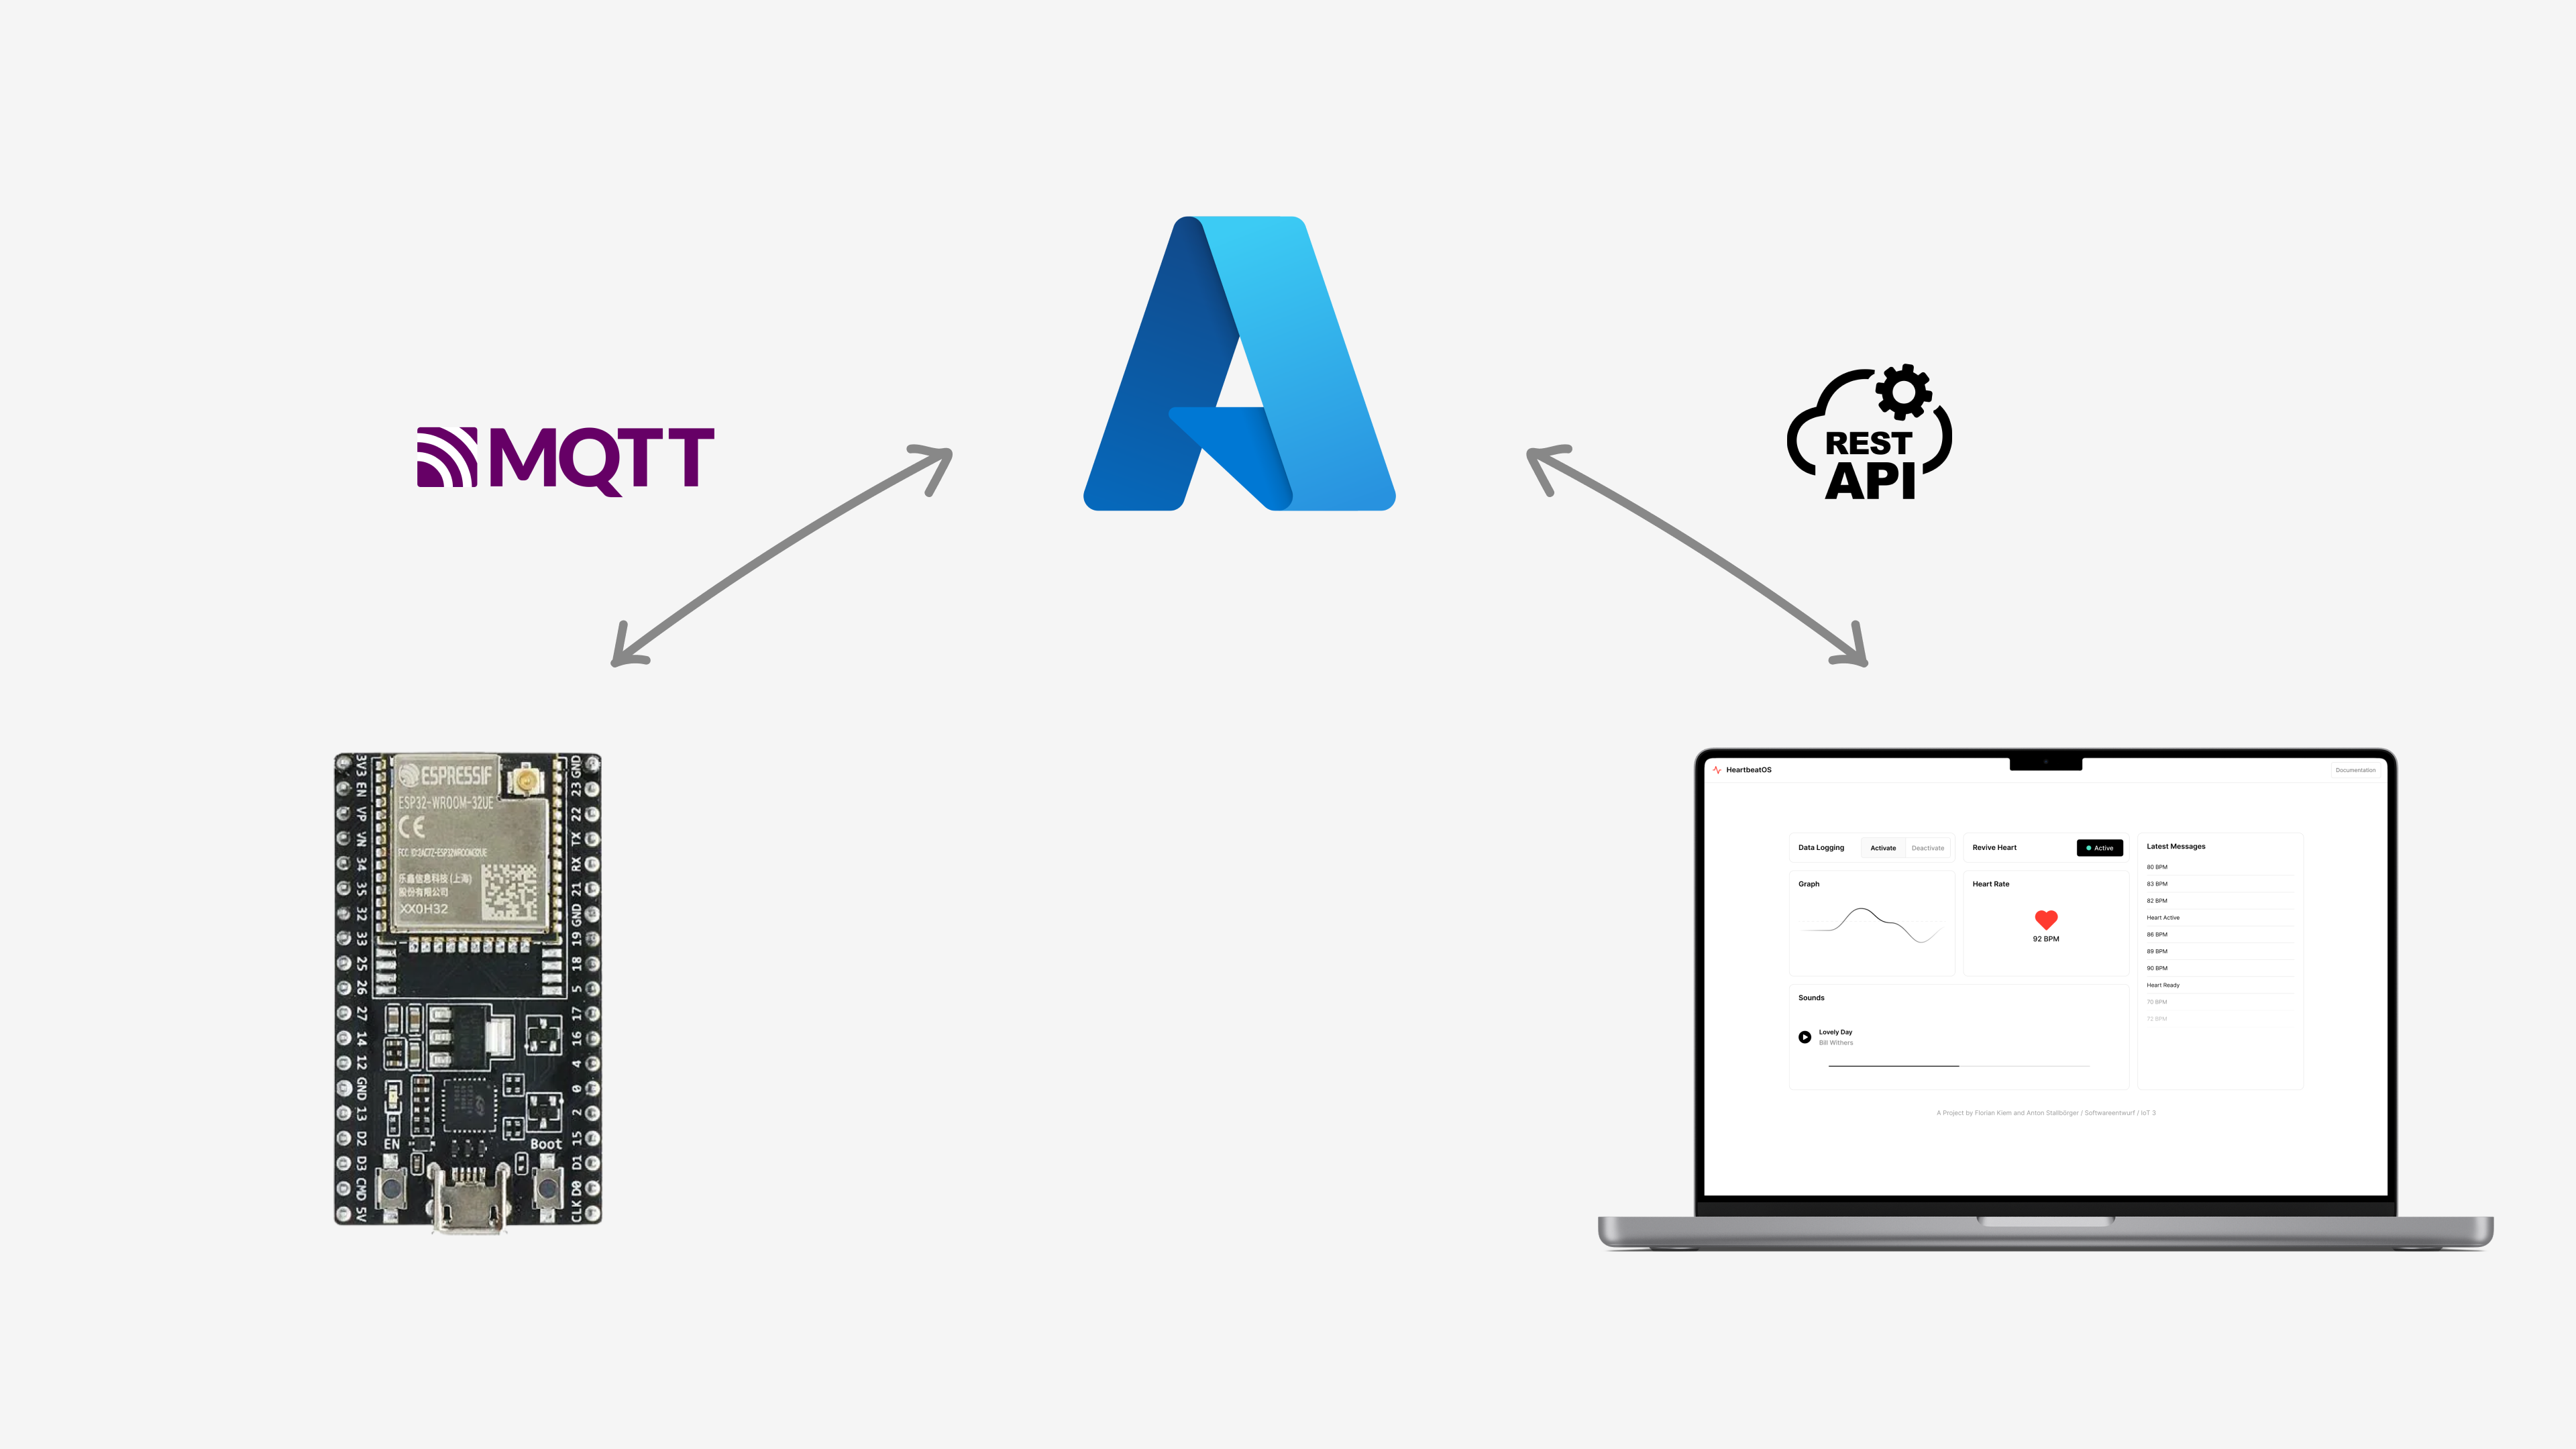 MQTT
REST
API
ESPRESSIF
ESP32-WROOM-32UE
CE
FCC ID:2AC7Z-ESP32WROOM32UE
乐鑫信息科技 (上海)
股份有限公司
XX0H32
3V3
EN
VP
VN
34
35
32
33
25
26
27
14
12
GND
13
D2
D3
CMD
5V
GND
23
22
TX
RX
21
GND
19
18
5
17
16
4
0
2
15
D1
D0
CLK
EN
Boot
HeartbeatOS
Documentation
Data Logging
Activate
Deactivate
Revive Heart
Active
Graph
Heart Rate
92 BPM
Sounds
Lovely Day
Bill Withers
Latest Messages
80 BPM
83 BPM
82 BPM
Heart Active
86 BPM
89 BPM
90 BPM
Heart Ready
70 BPM
72 BPM
A Project by Florian Kiem and Anton Stallbörger / Softwareentwurf / IoT 3